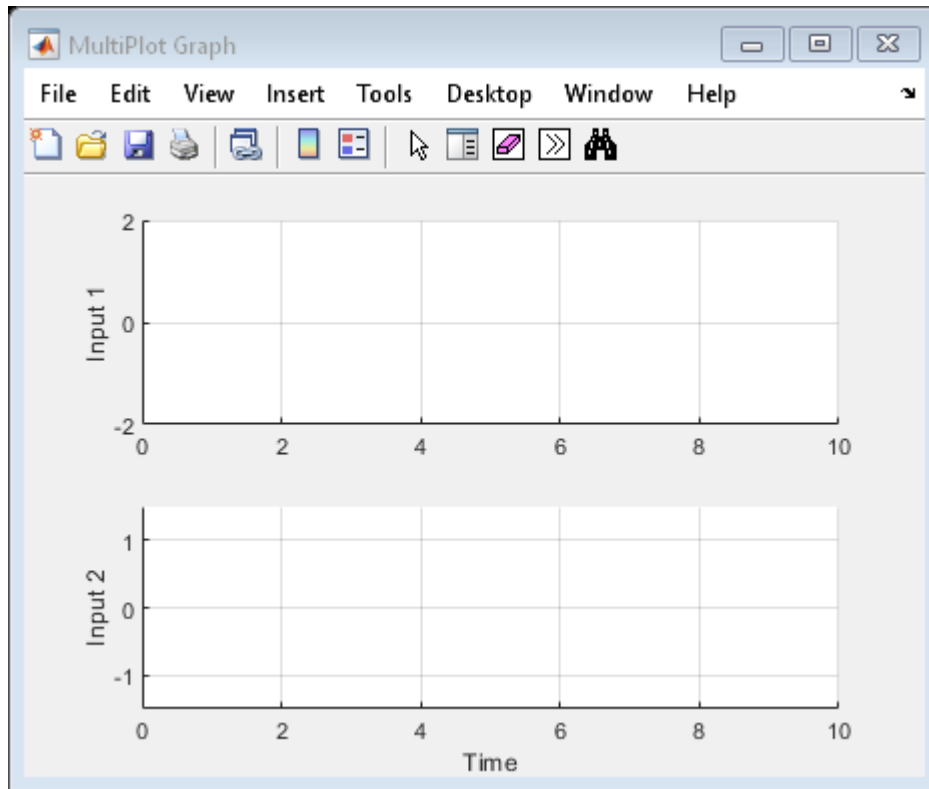 MultiPlot Graph
File Edit View Insert Tools Desktop Window Help
2
Input 1
0
-2
0 2 4 6 8 10
1
Input 2
0
-1
0 2 4 6 8 10
Time